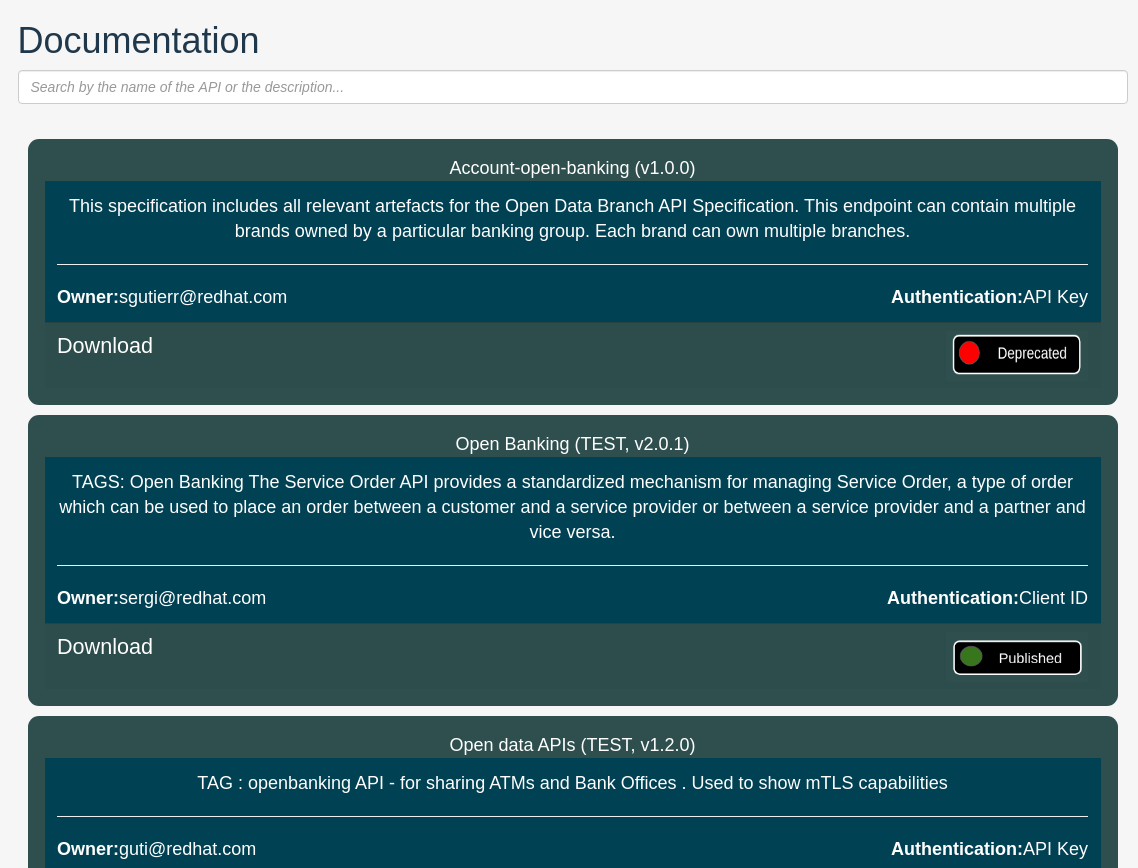 Documentation
Search by the name of the API or the description...
Account-open-banking (v1.0.0)
This specification includes all relevant artefacts for the Open Data Branch API Specification. This endpoint can contain multiple
brands owned by a particular banking group. Each brand can own multiple branches.
Owner:sgutierr@redhat.com Authentication:API Key
Download Deprecated
Open Banking (TEST, v2.0.1)
TAGS: Open Banking The Service Order API provides a standardized mechanism for managing Service Order, a type of order
which can be used to place an order between a customer and a service provider or between a service provider and a partner and
vice versa.
Owner:sergi@redhat.com Authentication:Client ID
Download Published
Open data APIs (TEST, v1.2.0)
TAG : openbanking API - for sharing ATMs and Bank Offices . Used to show mTLS capabilities
Owner:guti@redhat.com Authentication:API Key